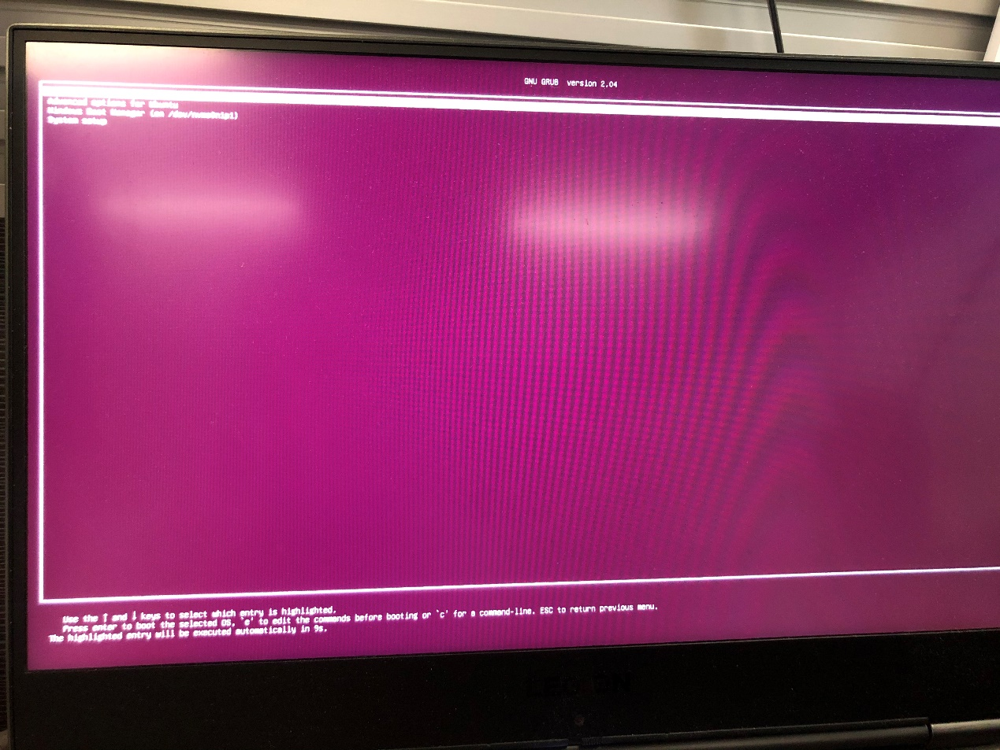 GNU GRUB version 2.04
Advanced options for Ubuntu
Windows Boot Manager (on /dev/nvme0n1p1)
System setup
Use the ↑ and ↓ keys to select which entry is highlighted.
Press enter to boot the selected OS, `e' to edit the commands before booting or `c' for a command-line. ESC to return previous menu.
The highlighted entry will be executed automatically in 9s.
LEGION